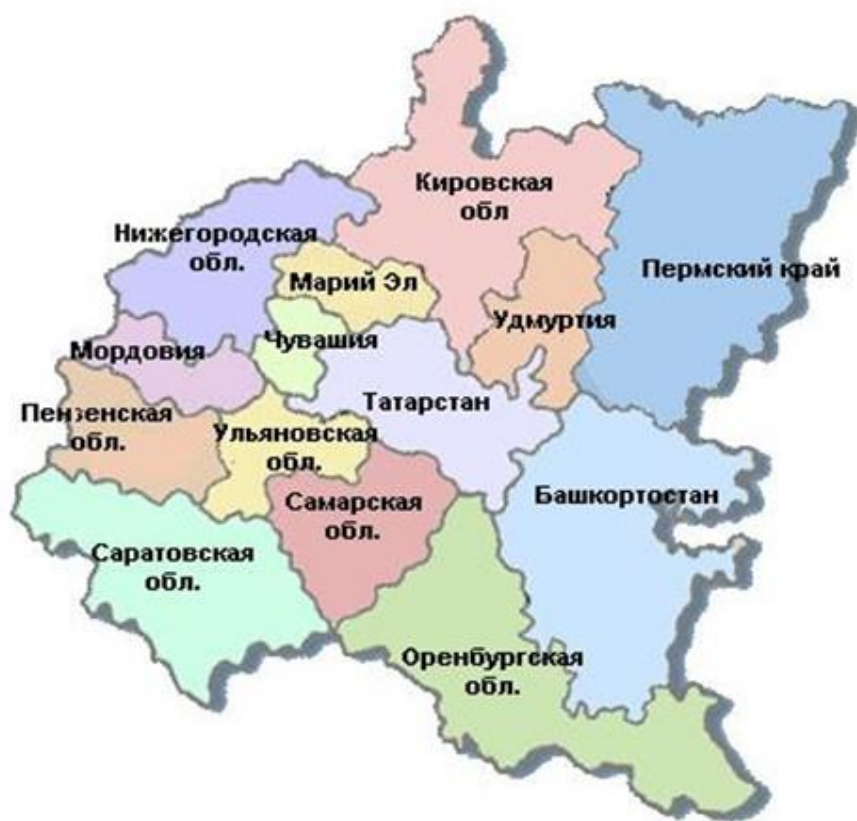 Кировская
обл
Нижегородская
обл.
Пермский край
Марий Эл
Удмуртия
Чувашия
Мордовия
Татарстан
Пензенская
обл.
Ульяновская
обл.
Башкортостан
Самарская
обл.
Саратовская
обл.
Оренбургская
обл.